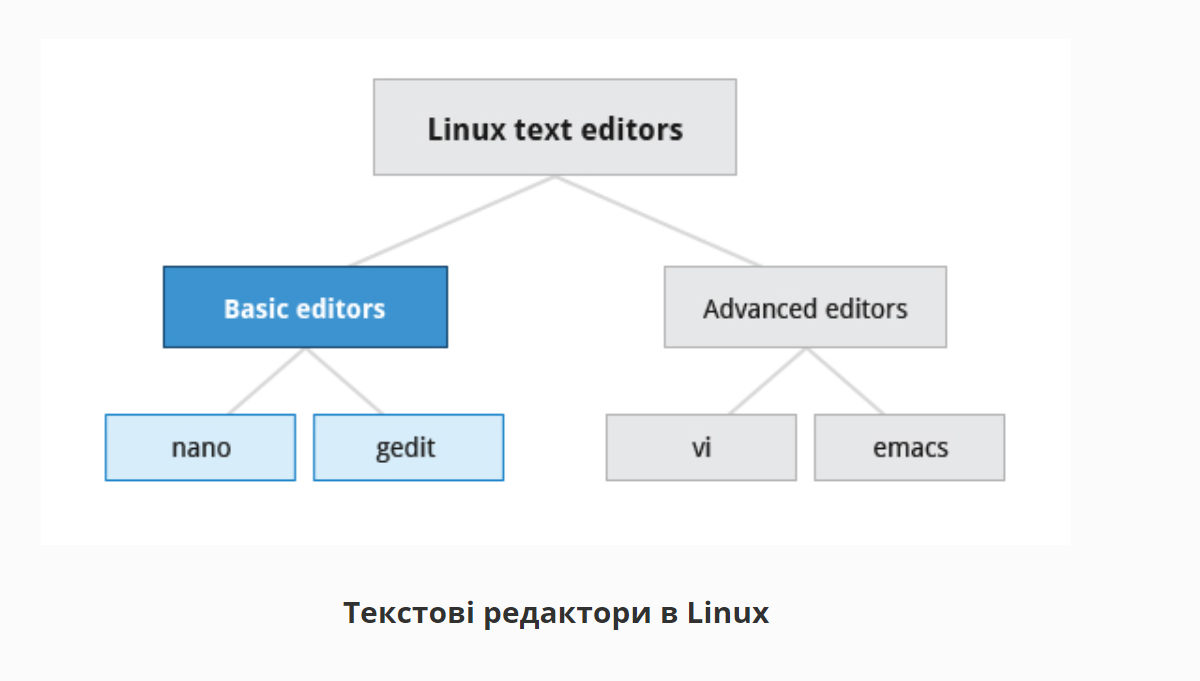 Linux text editors
Basic editors
Advanced editors
nano
gedit
vi
emacs
Текстові редактори в Linux